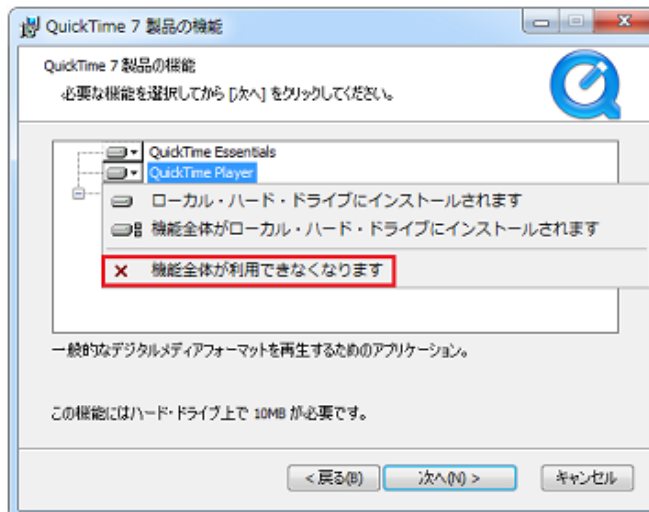 QuickTime 7 製品の機能
QuickTime 7 製品の機能
必要な機能を選択してから [次へ] をクリックしてください。
QuickTime Essentials
QuickTime Player
ローカル・ハード・ドライブにインストールされます
機能全体がローカル・ハード・ドライブにインストールされます
機能全体が利用できなくなります
一般的なデジタルメディアフォーマットを再生するためのアプリケーション。
この機能にはハード・ドライブ上で 10MB が必要です。
< 戻る(B)
次へ(N) >
キャンセル